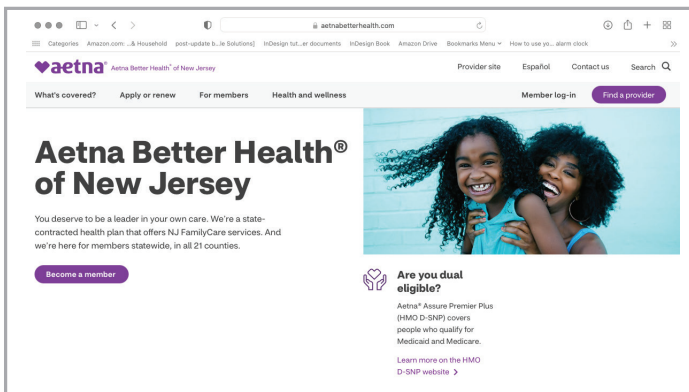 aetnabetterhealth.com
Categories Amazon.com: ...& Household post-update b...le Solutions] InDesign tut...er documents InDesign Book Amazon Drive Bookmarks Menu How to use yo... alarm clock
aetna® Aetna Better Health® of New Jersey Provider site Español Contact us Search
What's covered? Apply or renew For members Health and wellness Member log-in Find a provider
Aetna Better Health®
of New Jersey
You deserve to be a leader in your own care. We're a state-
contracted health plan that offers NJ FamilyCare services. And
we're here for members statewide, in all 21 counties.
Become a member
Are you dual
eligible?
Aetna® Assure Premier Plus
(HMO D-SNP) covers
people who qualify for
Medicaid and Medicare.
Learn more on the HMO
D-SNP website >